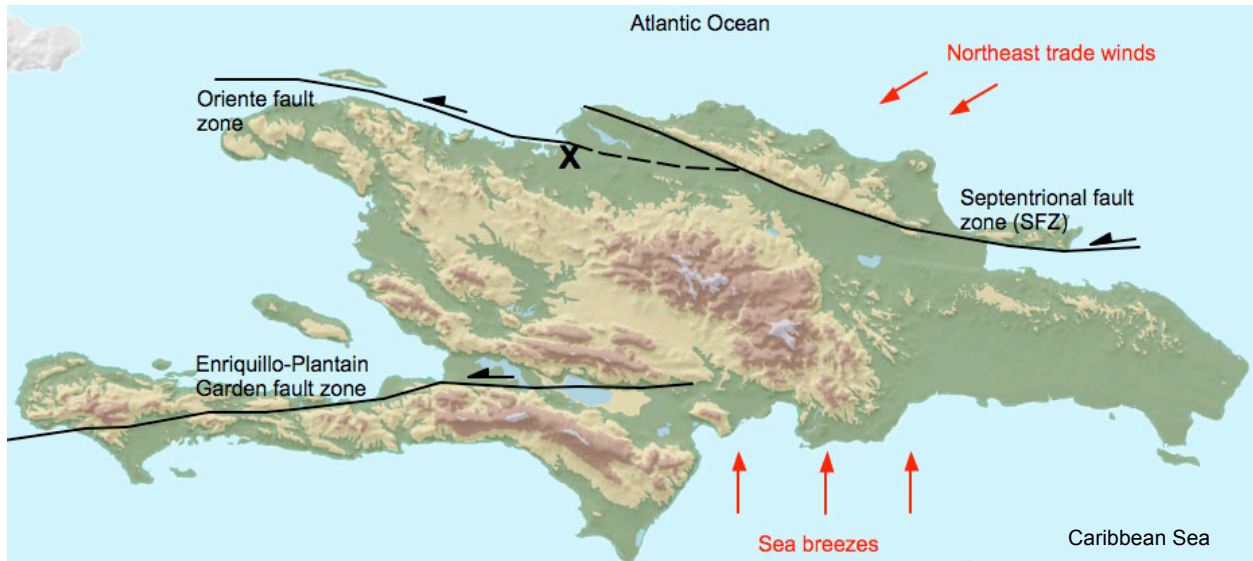 Atlantic Ocean
Northeast trade winds
Oriente fault
zone
X
Septentrional fault
zone (SFZ)
Enriquillo-Plantain
Garden fault zone
Sea breezes
Caribbean Sea